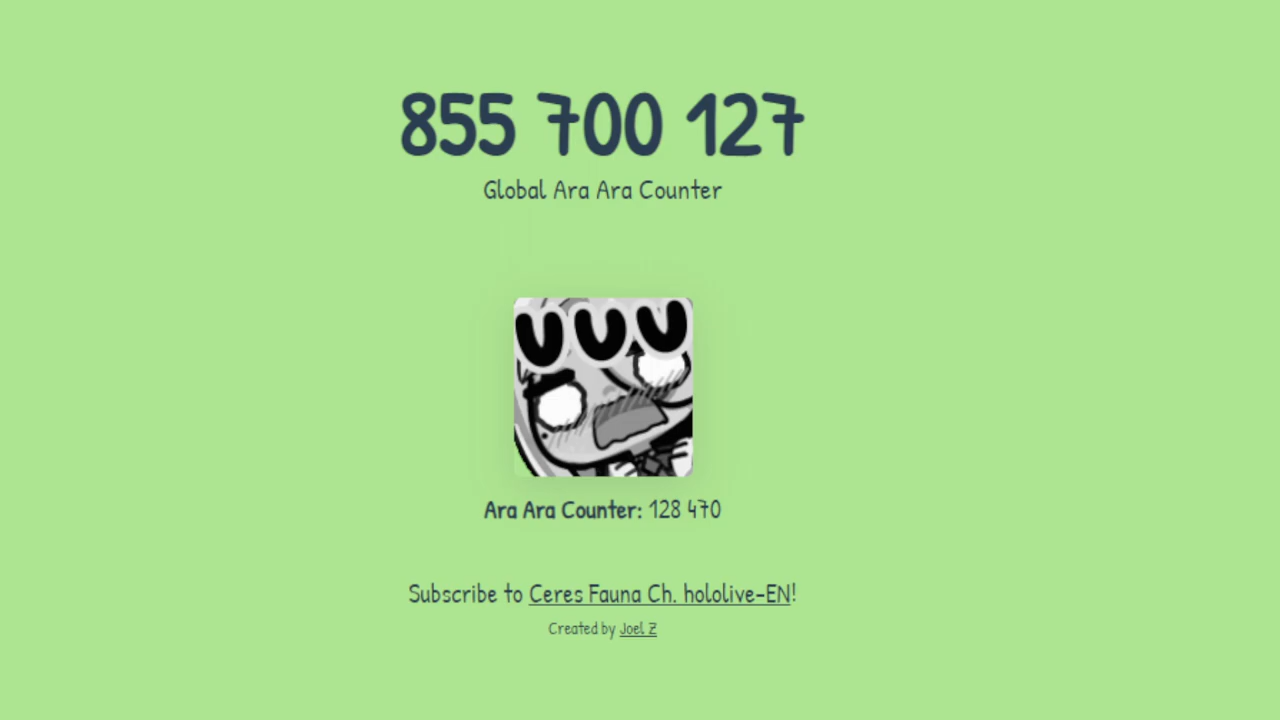 855 700 127
Global Ara Ara Counter
UUU
Ara Ara Counter: 128 470
Subscribe to Ceres Fauna Ch. hololive-EN!
Created by Joel Z